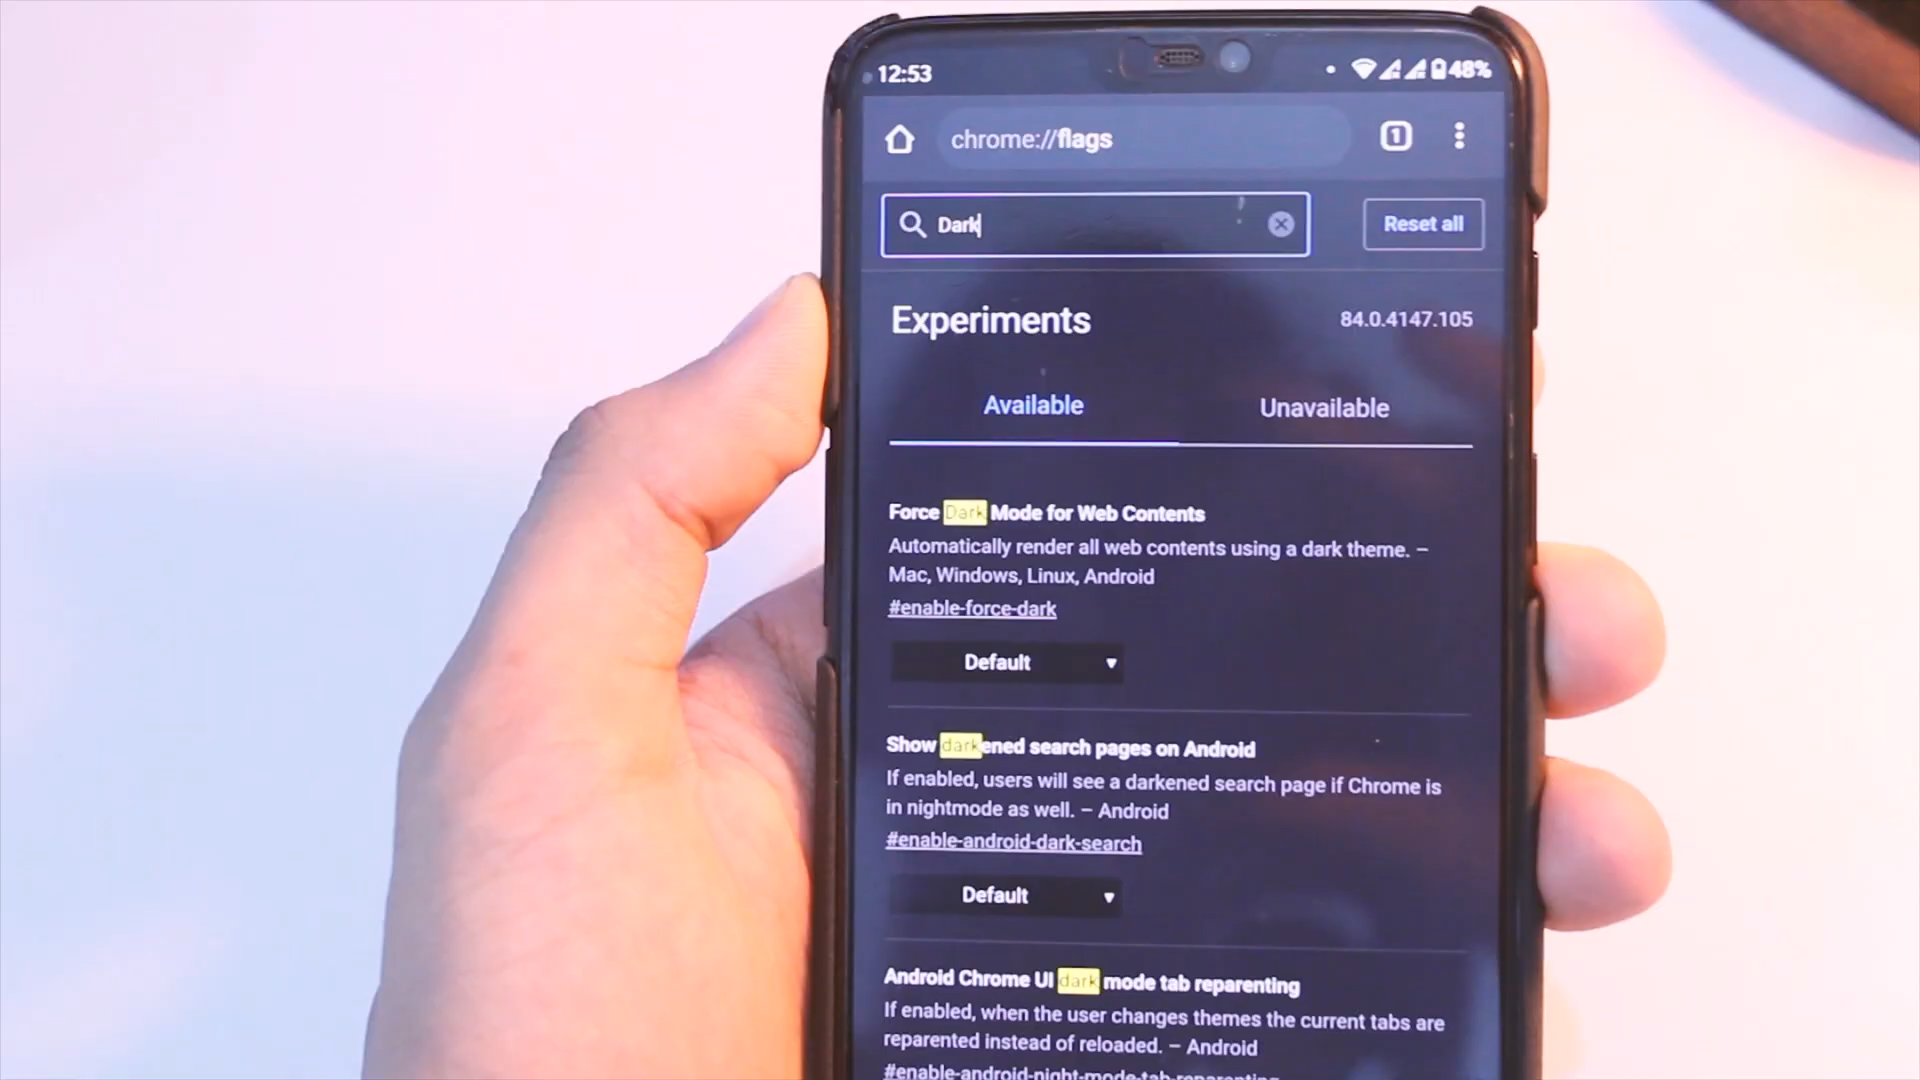 12:53
48%
chrome://flags
1
Dark
Reset all
Experiments
84.0.4147.105
Available
Unavailable
Force Dark Mode for Web Contents
Automatically render all web contents using a dark theme. –
Mac, Windows, Linux, Android
#enable-force-dark
Default
Show darkened search pages on Android
If enabled, users will see a darkened search page if Chrome is
in nightmode as well. – Android
#enable-android-dark-search
Default
Android Chrome UI dark mode tab reparenting
If enabled, when the user changes themes the current tabs are
reparented instead of reloaded. – Android
#enable-android-night-mode-tab-reparenting